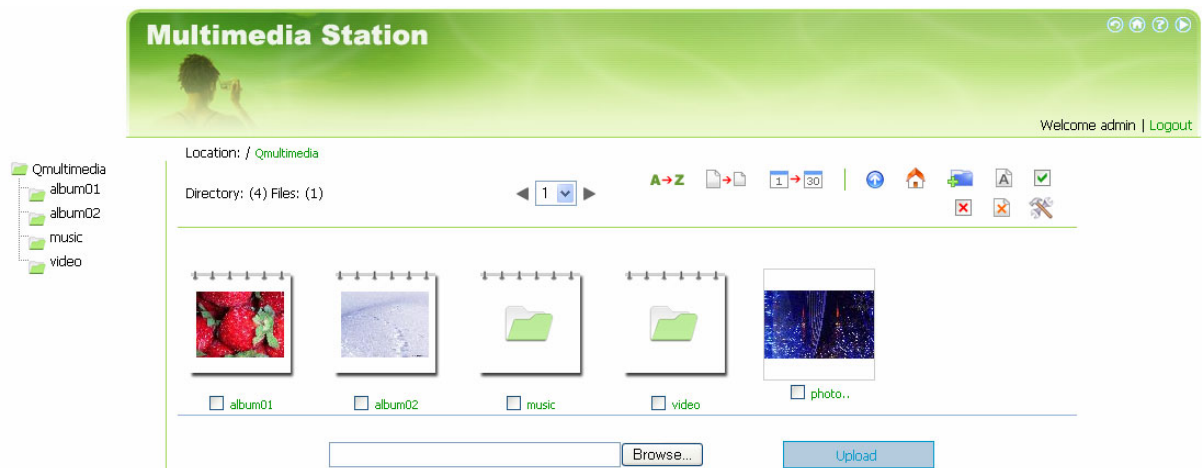 Multimedia Station
Welcome admin | Logout
Qmultimedia
album01
album02
music
video
Location: / Qmultimedia
Directory: (4) Files: (1)
1
A→Z
1→30
A
album01
album02
music
video
photo..
Browse...
Upload